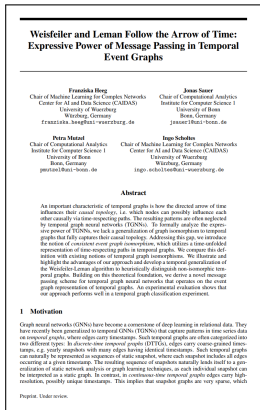 Weisfeiler and Leman Follow the Arrow of Time:
Expressive Power of Message Passing in Temporal
Event Graphs
Franziska Heeg
Chair of Machine Learning for Complex Networks
Center for AI and Data Science (CAIDAS)
University of Wuerzburg
Würzburg, Germany
franziska.heeg@uni-wuerzburg.de
Jonas Sauer
Chair of Computational Analytics
Institute for Computer Science 1
University of Bonn
Bonn, Germany
jsauer1@uni-bonn.de
Petra Mutzel
Chair of Computational Analytics
Institute for Computer Science 1
University of Bonn
Bonn, Germany
pmutzel@uni-bonn.de
Ingo Scholtes
Chair of Machine Learning for Complex Networks
Center for AI and Data Science (CAIDAS)
University of Wuerzburg
Würzburg, Germany
ingo.scholtes@uni-wuerzburg.de
Abstract
An important characteristic of temporal graphs is how the directed arrow of time
influences their causal topology, i.e. which nodes can possibly influence each
other causally via time-respecting paths. The resulting patterns are often neglected
by temporal graph neural networks (TGNNs). To formally analyze the expres-
sive power of TGNNs, we lack a generalization of graph isomorphism to temporal
graphs that fully captures their causal topology. Addressing this gap, we introduce
the notion of consistent event graph isomorphism, which utilizes a time-unfolded
representation of time-respecting paths in temporal graphs. We compare this def-
inition with existing notions of temporal graph isomorphisms. We illustrate and
highlight the advantages of our approach and develop a temporal generalization of
the Weisfeiler-Leman algorithm to heuristically distinguish non-isomorphic tem-
poral graphs. Building on this theoretical foundation, we derive a novel message
passing scheme for temporal graph neural networks that operates on the event
graph representation of temporal graphs. An experimental evaluation shows that
our approach performs well in a temporal graph classification experiment.
1 Motivation
Graph neural networks (GNNs) have become a cornerstone of deep learning in relational data. They
have recently been generalized to temporal GNNs (TGNNs) that capture patterns in time series data
on temporal graphs, where edges carry timestamps. Such temporal graphs are often categorized into
two different types: In discrete-time temporal graphs (DTTGs), edges carry coarse-grained times-
tamps, e.g. yearly snapshots with many edges having identical timestamps. Such temporal graphs
can naturally be represented as sequences of static snapshots, where each snapshot includes all edges
occurring at a given timestamp. The resulting sequence of snapshots naturally lends itself to a gen-
eralization of static network analysis or graph learning techniques, as each individual snapshot can
be interpreted as a static graph. In contrast, in continuous-time temporal graphs edges carry high-
resolution, possibly unique timestamps. This implies that snapshot graphs are very sparse, which
Preprint. Under review.